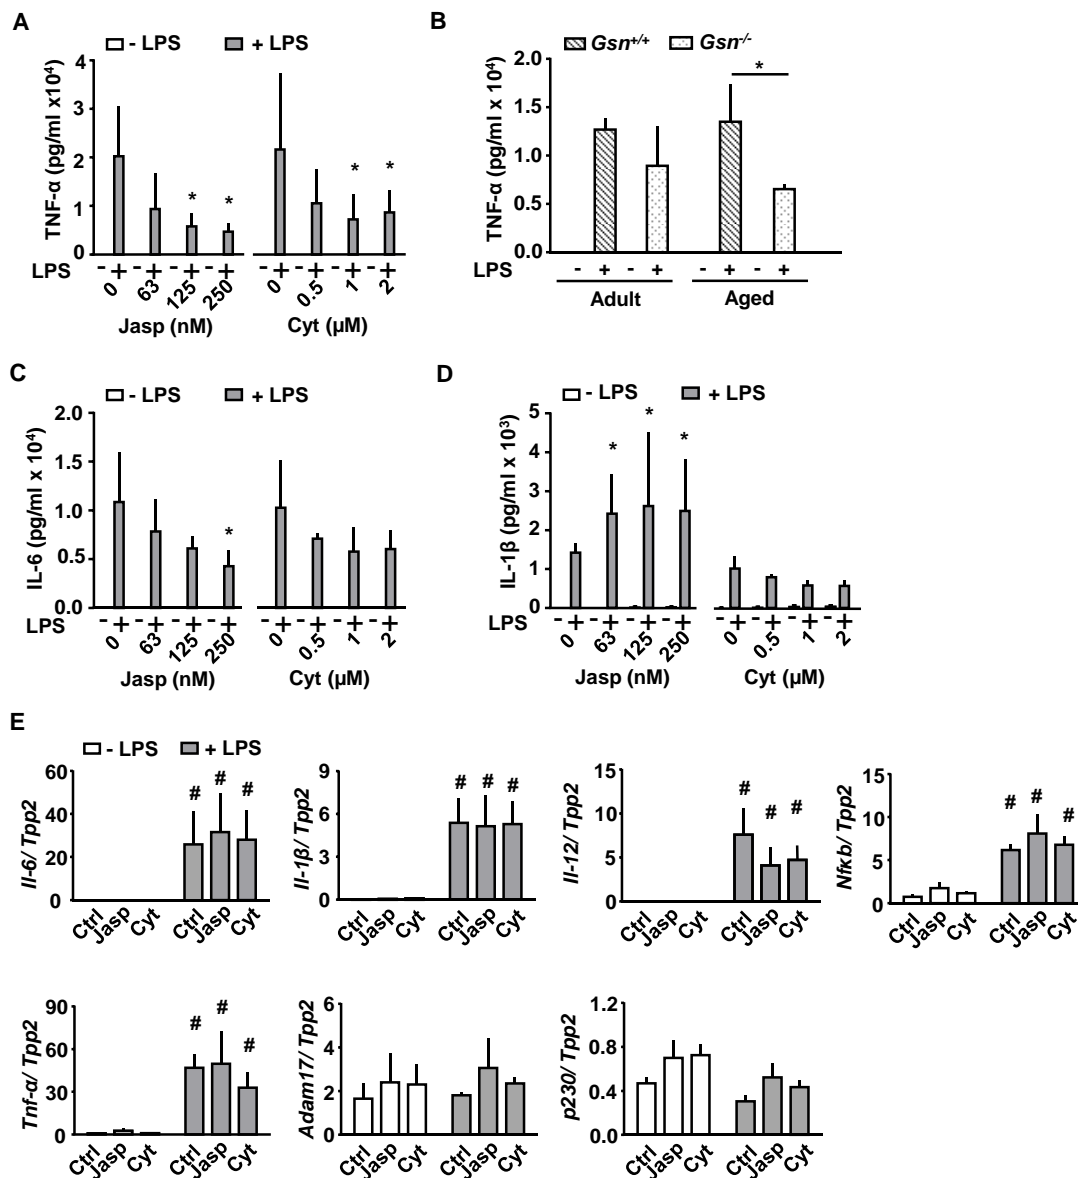 A
- LPS + LPS
TNF-α (pg/ml x10⁴)
4
3
2
1
0
* *
* *
LPS - + - + - + - + - + - + - + - +
0 63 125 250 0 0.5 1 2
Jasp (nM) Cyt (µM)
B
Gsn⁺/⁺ Gsn⁻/⁻
TNF-α (pg/ml x 10⁴)
2.0
1.5
1.0
0.5
0.0
*
LPS - + - + - + - +
Adult Aged
C
- LPS + LPS
IL-6 (pg/ml x 10⁴)
2.0
1.5
1.0
0.5
0.0
*
LPS - + - + - + - + - + - + - + - +
0 63 125 250 0 0.5 1 2
Jasp (nM) Cyt (µM)
D
- LPS + LPS
IL-1β (pg/ml x 10³)
5
4
3
2
1
0
* * *
LPS - + - + - + - + - + - + - + - +
0 63 125 250 0 0.5 1 2
Jasp (nM) Cyt (µM)
E
- LPS + LPS
Il-6/ Tpp2
60
40
20
0
# # #
Ctrl Jasp Cyt Ctrl Jasp Cyt
Il-1β/ Tpp2
9
6
3
0
# # #
Ctrl Jasp Cyt Ctrl Jasp Cyt
Il-12/ Tpp2
15
10
5
0
# # #
Ctrl Jasp Cyt Ctrl Jasp Cyt
Nfκb/ Tpp2
15
10
5
0
# # #
Ctrl Jasp Cyt Ctrl Jasp Cyt
Tnf-α/ Tpp2
90
60
30
0
# # #
Ctrl Jasp Cyt Ctrl Jasp Cyt
Adam17/ Tpp2
6
4
2
0
Ctrl Jasp Cyt Ctrl Jasp Cyt
p230/ Tpp2
1.2
0.8
0.4
0.0
Ctrl Jasp Cyt Ctrl Jasp Cyt